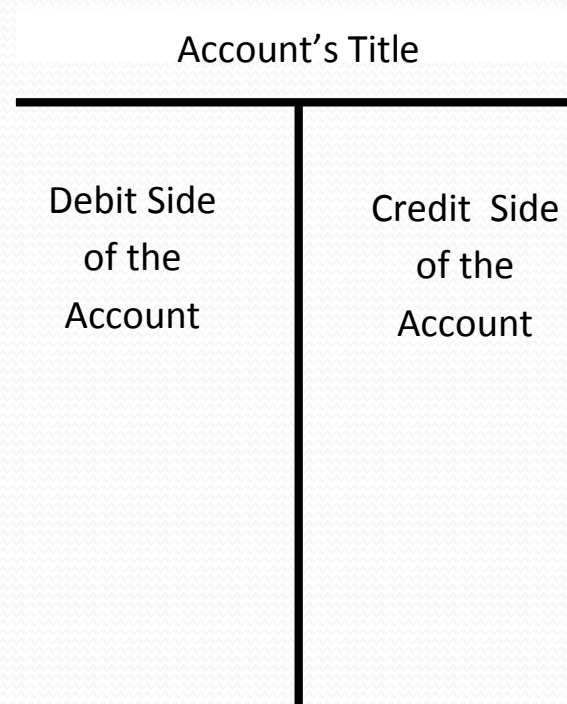 Account’s Title
Debit Side
of the
Account
Credit  Side
of the
Account